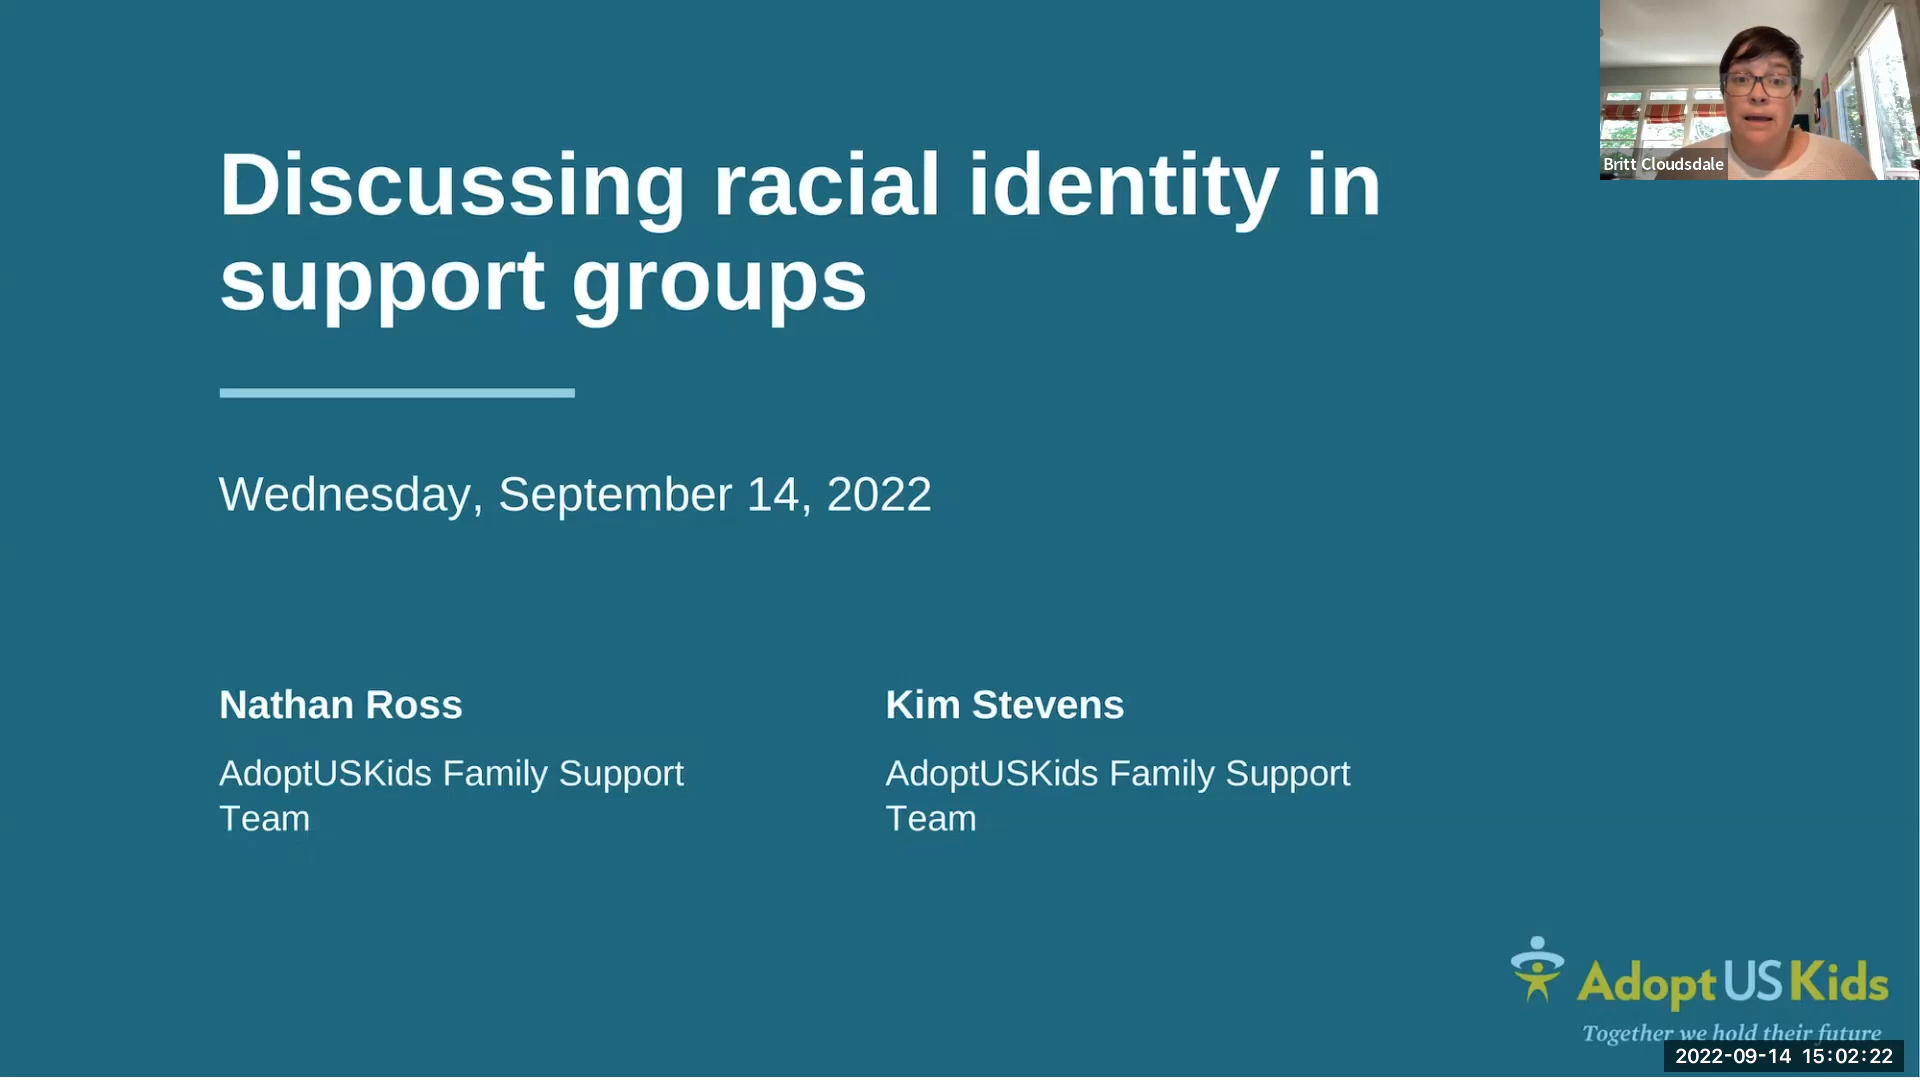 Britt Cloudsdale
Discussing racial identity in
support groups
Wednesday, September 14, 2022
Nathan Ross
AdoptUSKids Family Support
Team
Kim Stevens
AdoptUSKids Family Support
Team
AdoptUSKids
Together we hold their future
2022-09-14 15:02:22